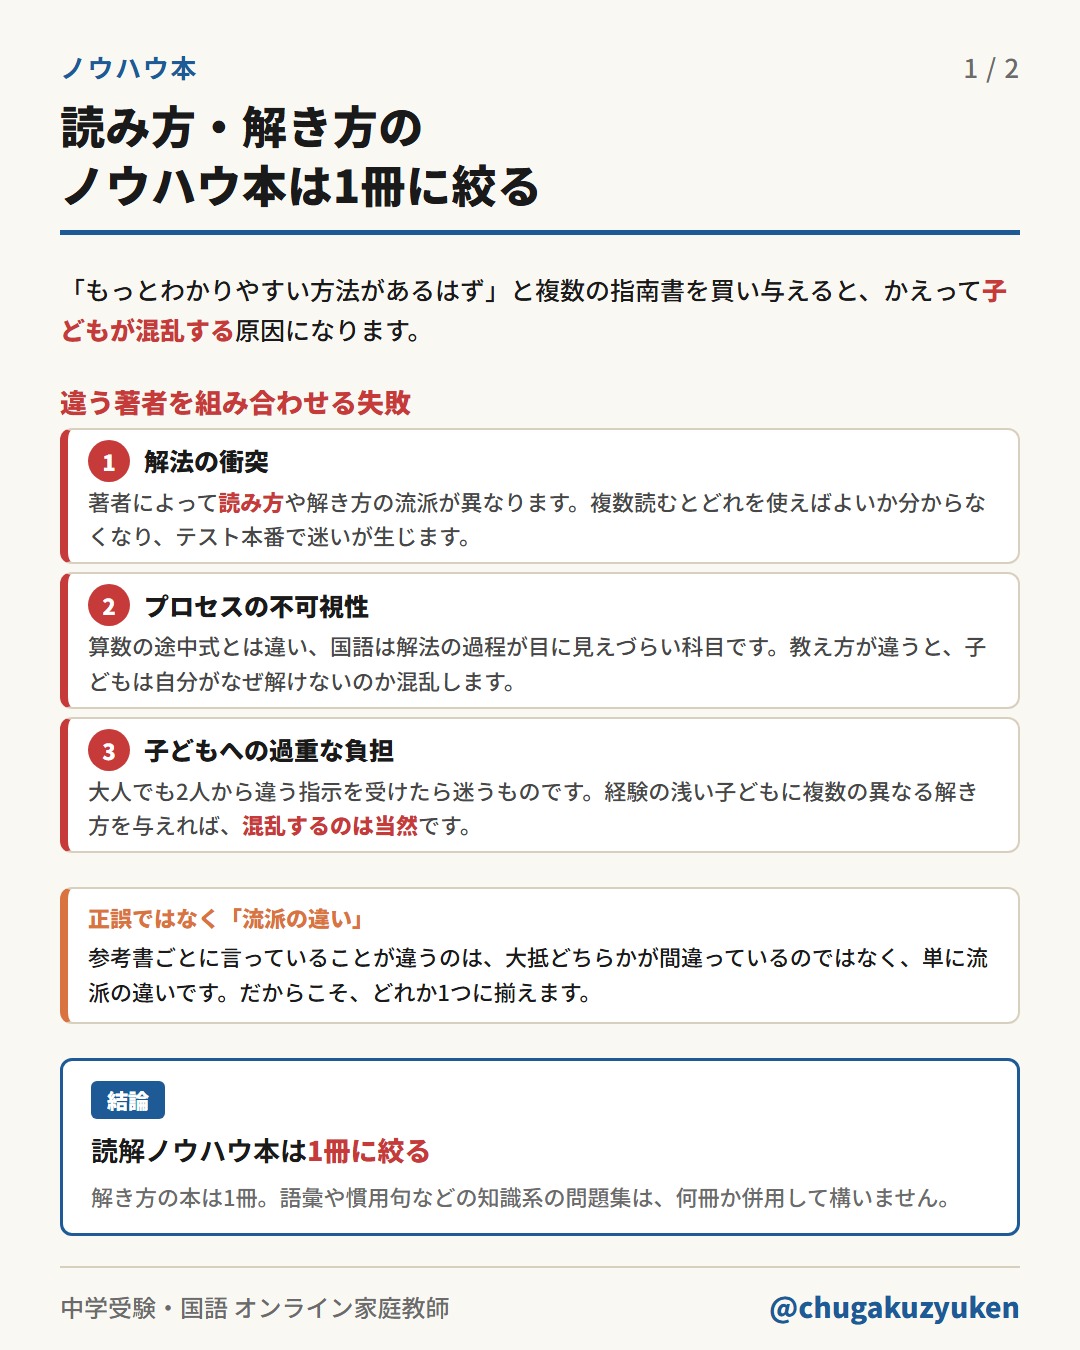 ノウハウ本
1 / 2
読み方・解き方の
ノウハウ本は1冊に絞る
「もっとわかりやすい方法があるはず」と複数の指南書を買い与えると、かえって子
どもが混乱する原因になります。
違う著者を組み合わせる失敗
1 解法の衝突
著者によって読み方や解き方の流派が異なります。複数読むとどれを使えばよいか分からな
くなり、テスト本番で迷いが生じます。
2 プロセスの不可視性
算数の途中式とは違い、国語は解法の過程が目に見えづらい科目です。教え方が違うと、子
どもは自分がなぜ解けないのか混乱します。
3 子どもへの過重な負担
大人でも2人から違う指示を受けたら迷うものです。経験の浅い子どもに複数の異なる解き
方を与えれば、混乱するのは当然です。
正誤ではなく「流派の違い」
参考書ごとに言っていることが違うのは、大抵どちらかが間違っているのではなく、単に流
派の違いです。だからこそ、どれか1つに揃えます。
結論
読解ノウハウ本は1冊に絞る
解き方の本は1冊。語彙や慣用句などの知識系の問題集は、何冊か併用して構いません。
中学受験・国語 オンライン家庭教師
@chugakuzyuken